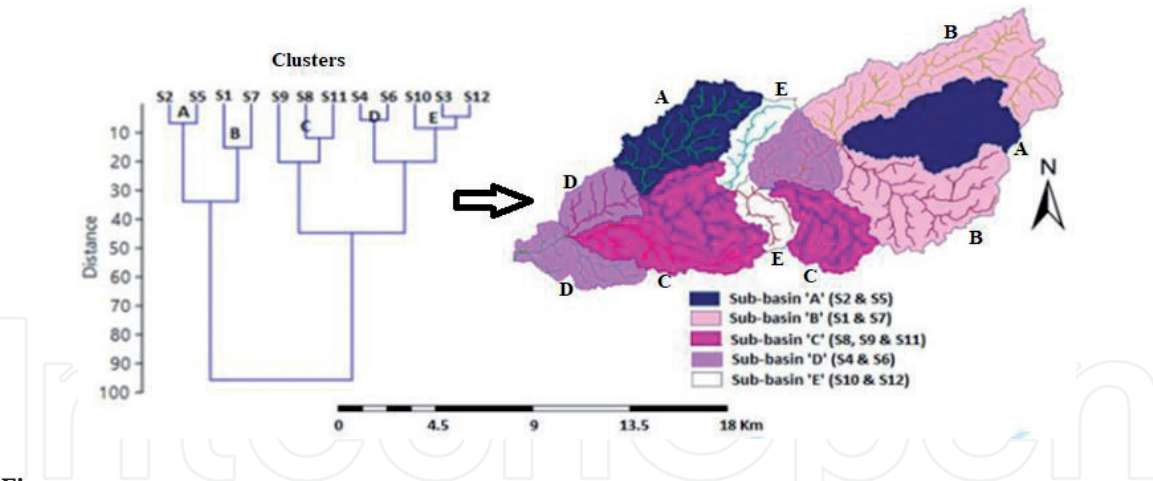 Clusters
S2 S5 S1 S7 S9 S8 S11 S4 S6 S10 S3 S12
A
B
C
D
E
10
20
30
40
50
60
70
80
90
100
Distance
B
A
E
A
D
N
B
E
C
C
D
Sub-basin 'A' (S2 & S5)
Sub-basin 'B' (S1 & S7)
Sub-basin 'C' (S8, S9 & S11)
Sub-basin 'D' (S4 & S6)
Sub-basin 'E' (S10 & S12)
0 4.5 9 13.5 18 Km